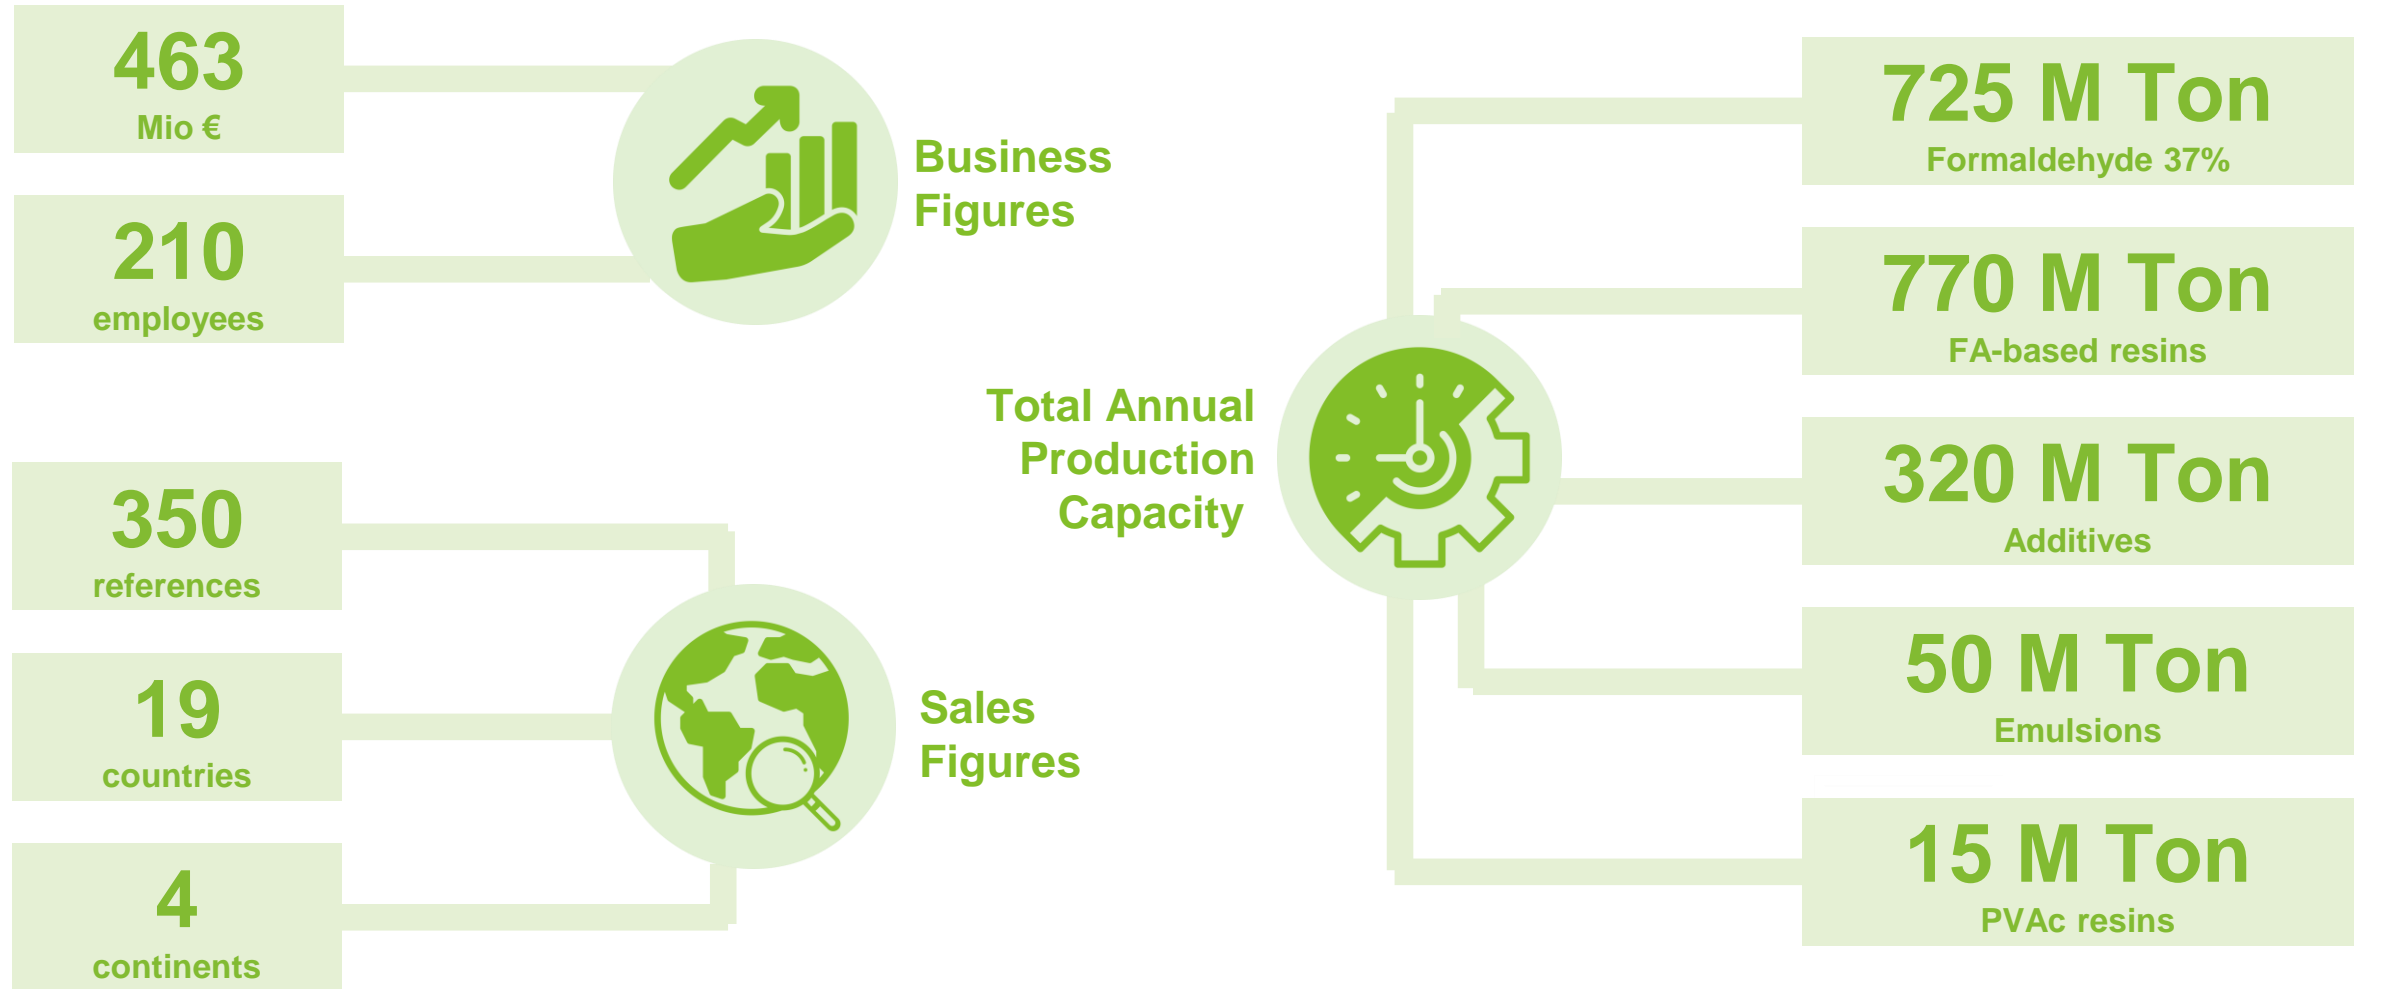 463
Mio €
210
employees
Business
Figures
350
references
19
countries
4
continents
Sales
Figures
Total Annual
Production
Capacity
725 M Ton
Formaldehyde 37%
770 M Ton
FA-based resins
320 M Ton
Additives
50 M Ton
Emulsions
15 M Ton
PVAc resins